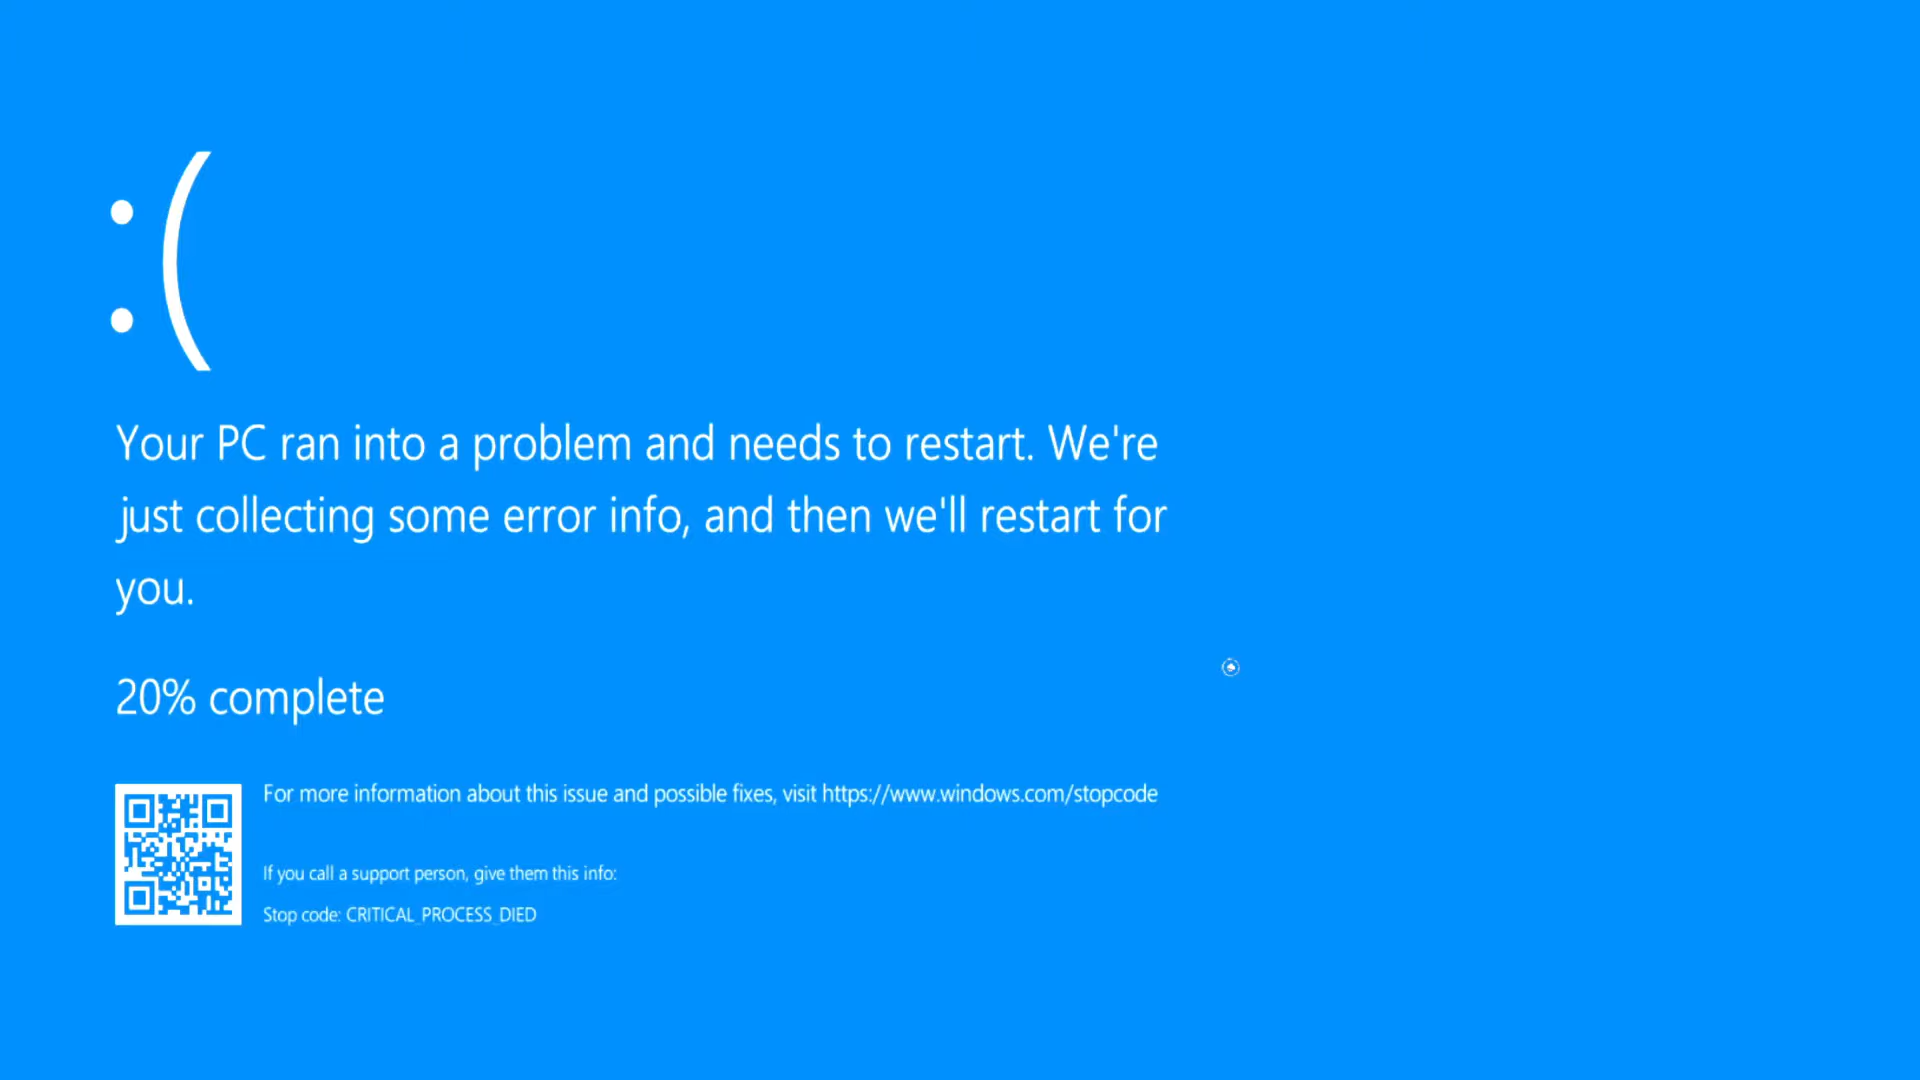 :(
Your PC ran into a problem and needs to restart. We're
just collecting some error info, and then we'll restart for
you.
20% complete
For more information about this issue and possible fixes, visit https://www.windows.com/stopcode
If you call a support person, give them this info:
Stop code: CRITICAL_PROCESS_DIED